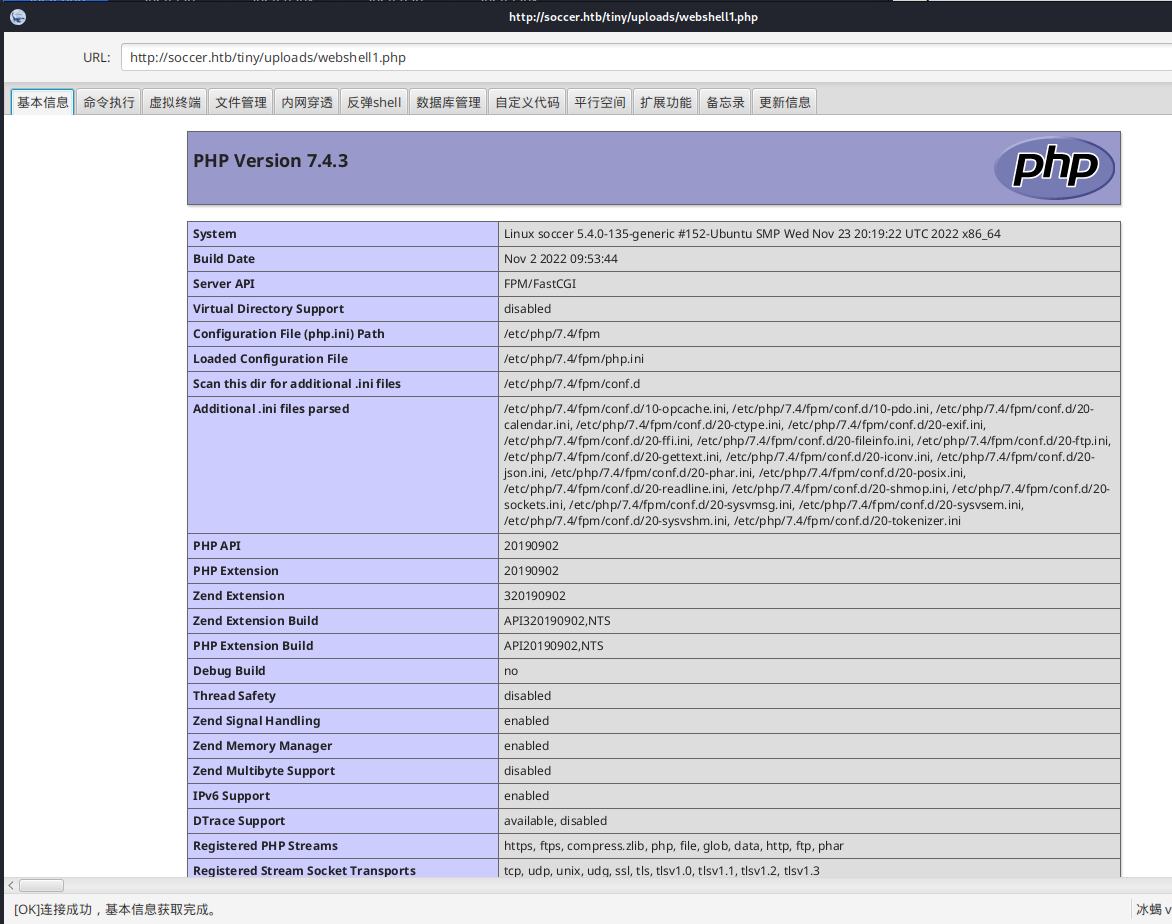 http://soccer.htb/tiny/uploads/webshell1.php
URL: http://soccer.htb/tiny/uploads/webshell1.php
基本信息 命令执行 虚拟终端 文件管理 内网穿透 反弹shell 数据库管理 自定义代码 平行空间 扩展功能 备忘录 更新信息
PHP Version 7.4.3 php
System Linux soccer 5.4.0-135-generic #152-Ubuntu SMP Wed Nov 23 20:19:22 UTC 2022 x86_64
Build Date Nov 2 2022 09:53:44
Server API FPM/FastCGI
Virtual Directory Support disabled
Configuration File (php.ini) Path /etc/php/7.4/fpm
Loaded Configuration File /etc/php/7.4/fpm/php.ini
Scan this dir for additional .ini files /etc/php/7.4/fpm/conf.d
Additional .ini files parsed /etc/php/7.4/fpm/conf.d/10-opcache.ini, /etc/php/7.4/fpm/conf.d/10-pdo.ini, /etc/php/7.4/fpm/conf.d/20-
calendar.ini, /etc/php/7.4/fpm/conf.d/20-ctype.ini, /etc/php/7.4/fpm/conf.d/20-exif.ini,
/etc/php/7.4/fpm/conf.d/20-ffi.ini, /etc/php/7.4/fpm/conf.d/20-fileinfo.ini, /etc/php/7.4/fpm/conf.d/20-ftp.ini,
/etc/php/7.4/fpm/conf.d/20-gettext.ini, /etc/php/7.4/fpm/conf.d/20-iconv.ini, /etc/php/7.4/fpm/conf.d/20-
json.ini, /etc/php/7.4/fpm/conf.d/20-phar.ini, /etc/php/7.4/fpm/conf.d/20-posix.ini,
/etc/php/7.4/fpm/conf.d/20-readline.ini, /etc/php/7.4/fpm/conf.d/20-shmop.ini, /etc/php/7.4/fpm/conf.d/20-
sockets.ini, /etc/php/7.4/fpm/conf.d/20-sysvmsg.ini, /etc/php/7.4/fpm/conf.d/20-sysvsem.ini,
/etc/php/7.4/fpm/conf.d/20-sysvshm.ini, /etc/php/7.4/fpm/conf.d/20-tokenizer.ini
PHP API 20190902
PHP Extension 20190902
Zend Extension 320190902
Zend Extension Build API320190902,NTS
PHP Extension Build API20190902,NTS
Debug Build no
Thread Safety disabled
Zend Signal Handling enabled
Zend Memory Manager enabled
Zend Multibyte Support disabled
IPv6 Support enabled
DTrace Support available, disabled
Registered PHP Streams https, ftps, compress.zlib, php, file, glob, data, http, ftp, phar
Registered Stream Socket Transports tcp, udp, unix, udg, ssl, tls, tlsv1.0, tlsv1.1, tlsv1.2, tlsv1.3
[OK]连接成功，基本信息获取完成。 冰蝎 v